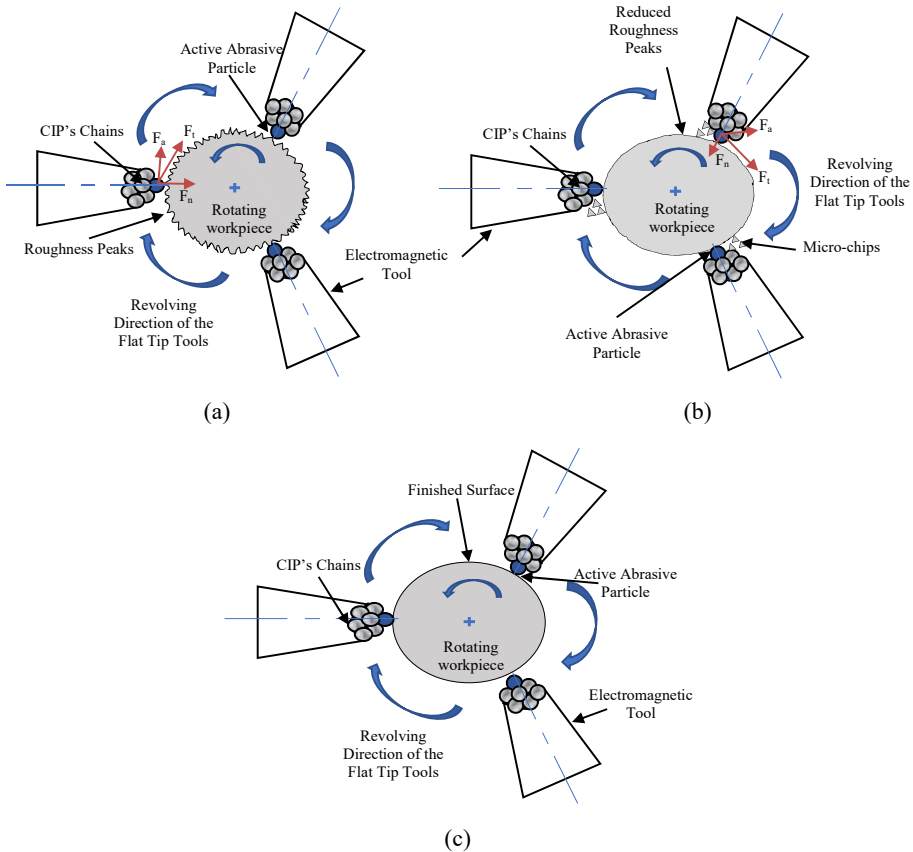 Active Abrasive
Particle
CIP's Chains
Fa
Ft
Fn
Rotating
workpiece
Roughness Peaks
Electromagnetic
Tool
Revolving
Direction of the
Flat Tip Tools
(a)
Reduced
Roughness
Peaks
CIP's Chains
Fa
Fn
Ft
Revolving
Direction of the
Flat Tip Tools
Rotating
workpiece
Micro-chips
Active Abrasive
Particle
(b)
Finished Surface
CIP's Chains
Active Abrasive
Particle
Rotating
workpiece
Electromagnetic
Tool
Revolving
Direction of the
Flat Tip Tools
(c)